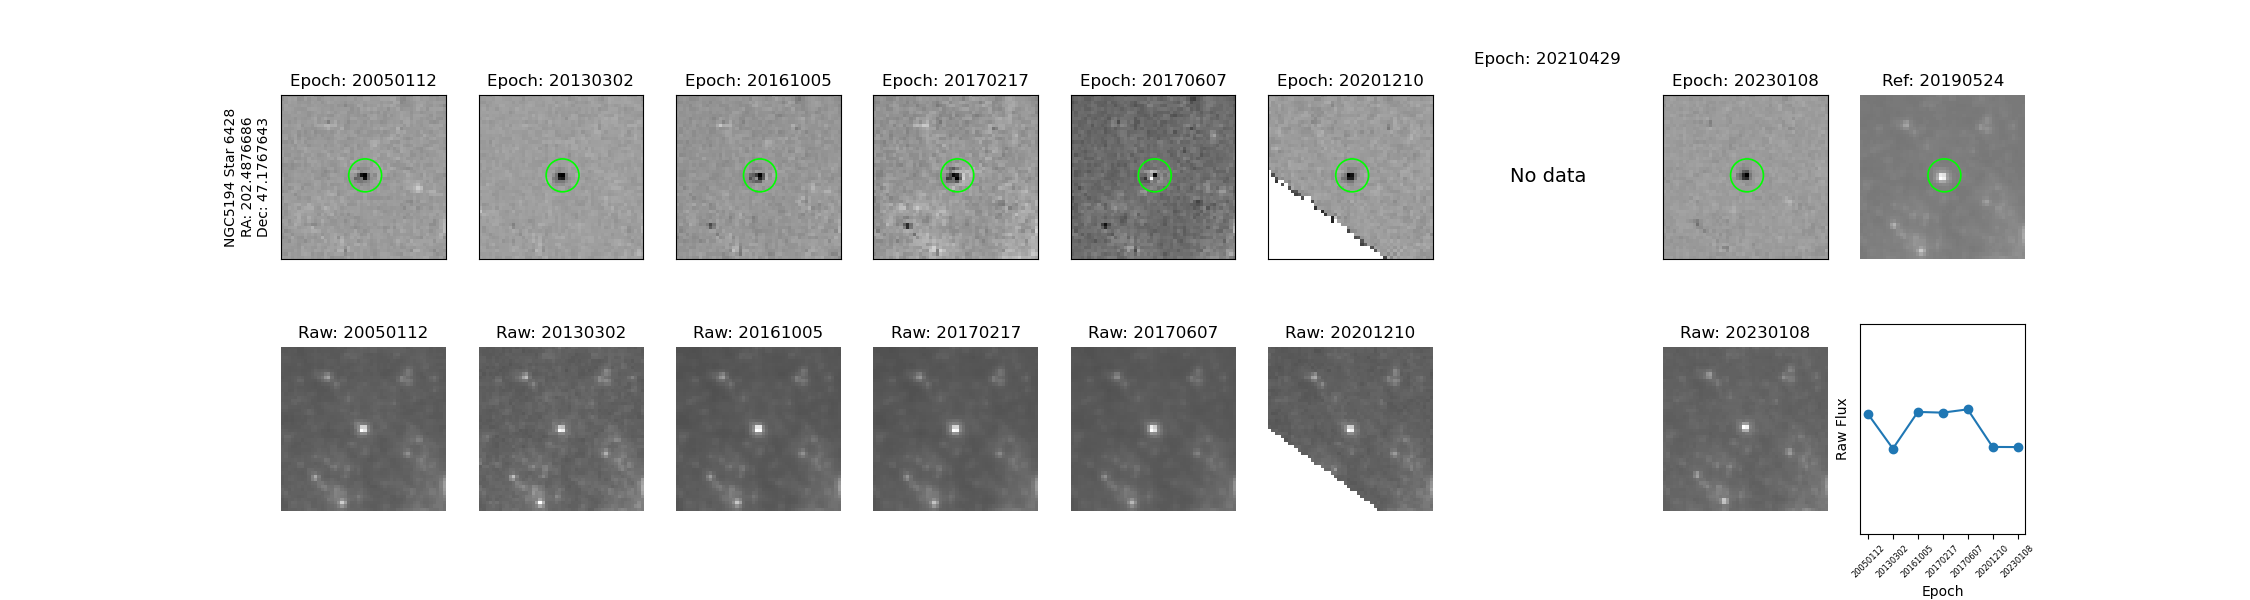 Epoch: 20050112
Epoch: 20130302
Epoch: 20161005
Epoch: 20170217
Epoch: 20170607
Epoch: 20201210
Epoch: 20210429
Epoch: 20230108
Ref: 20190524
NGC5194 Star 6428
RA: 202.4876686
Dec: 47.1767643
No data
Raw: 20050112
Raw: 20130302
Raw: 20161005
Raw: 20170217
Raw: 20170607
Raw: 20201210
Raw: 20230108
Raw Flux
20050112
20130302
20161005
20170217
20170607
20201210
20230108
Epoch